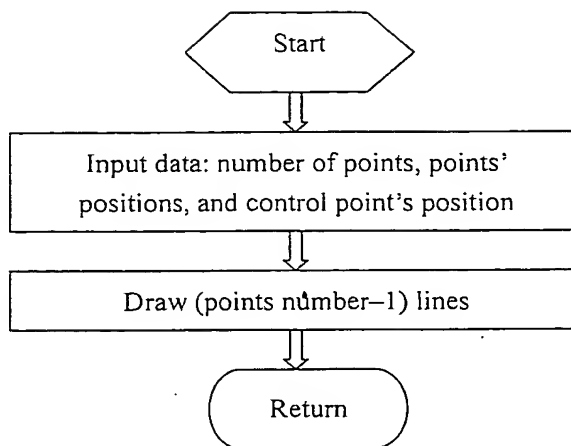 Start
Input data: number of points, points’
positions, and control point’s position
Draw (points number–1) lines
Return